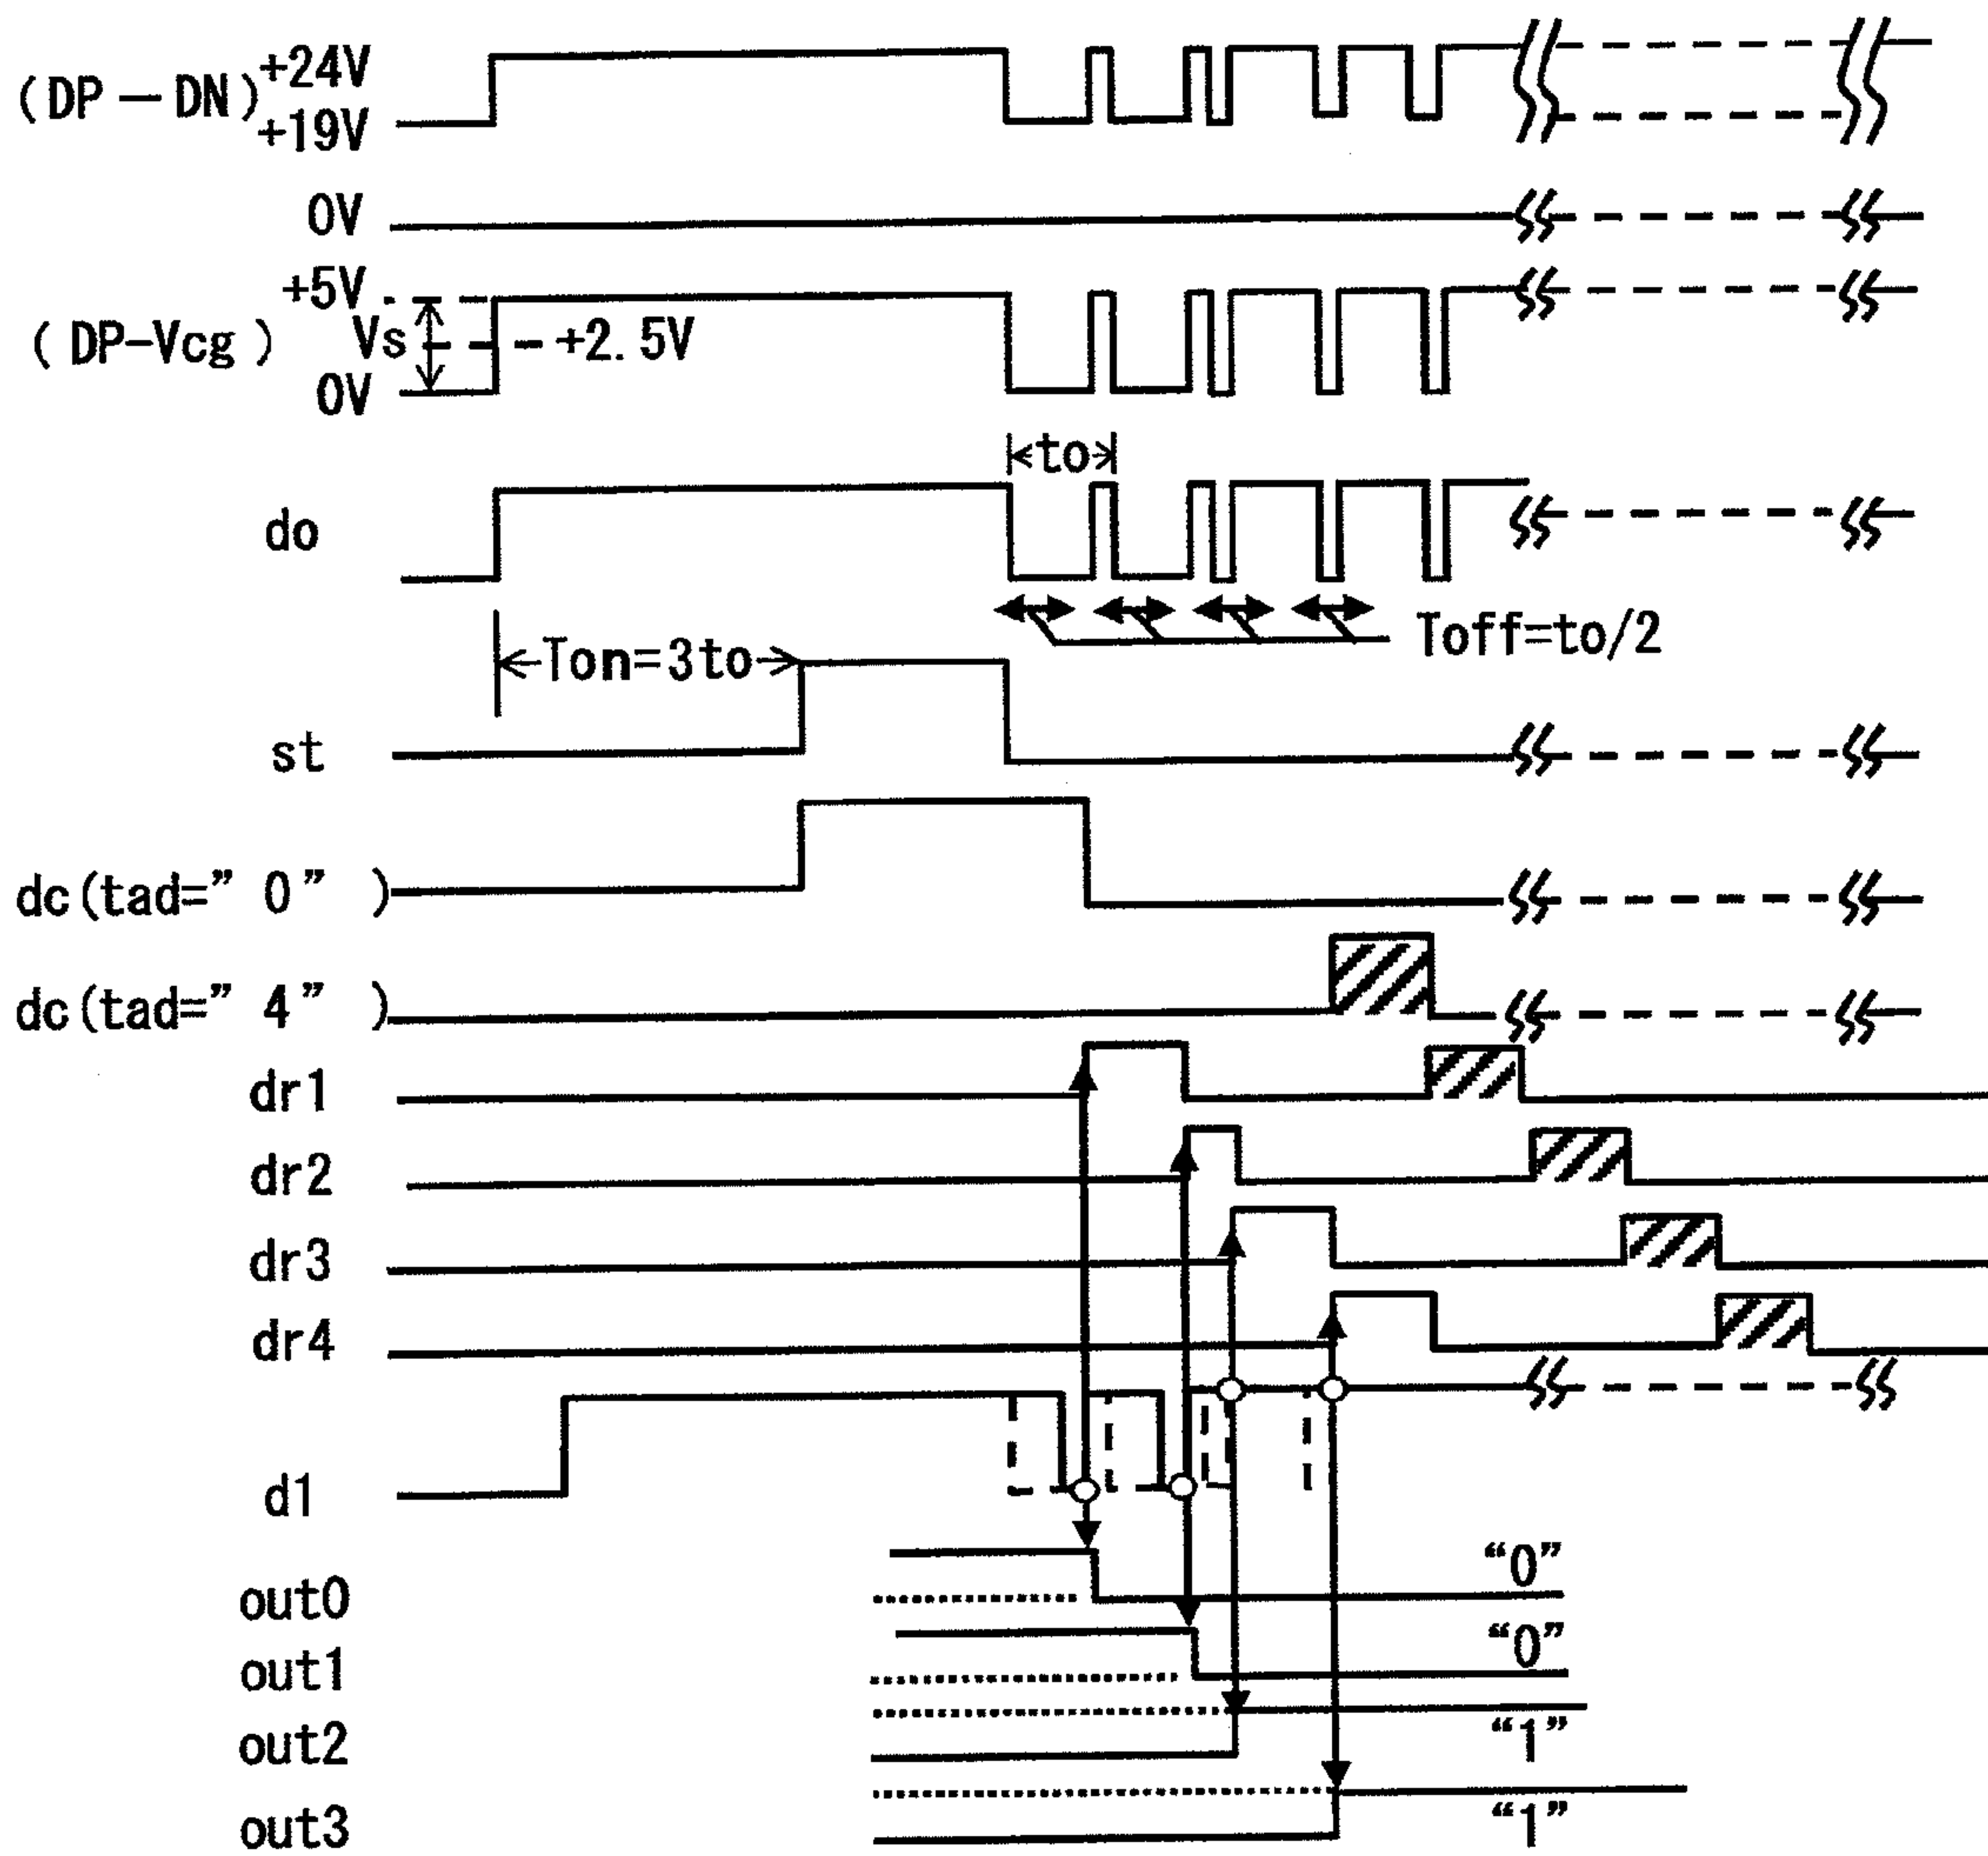 +24V
(DP−DN)
+19V
0V
+5V
(DP-Vcg) Vs +2.5V
0V
to
do
Toff=to/2
Ton=3to
st
dc(tad=”0”)
dc(tad=”4”)
dr1
dr2
dr3
dr4
d1
out0 “0”
out1 “0”
out2 “1”
out3 “1”